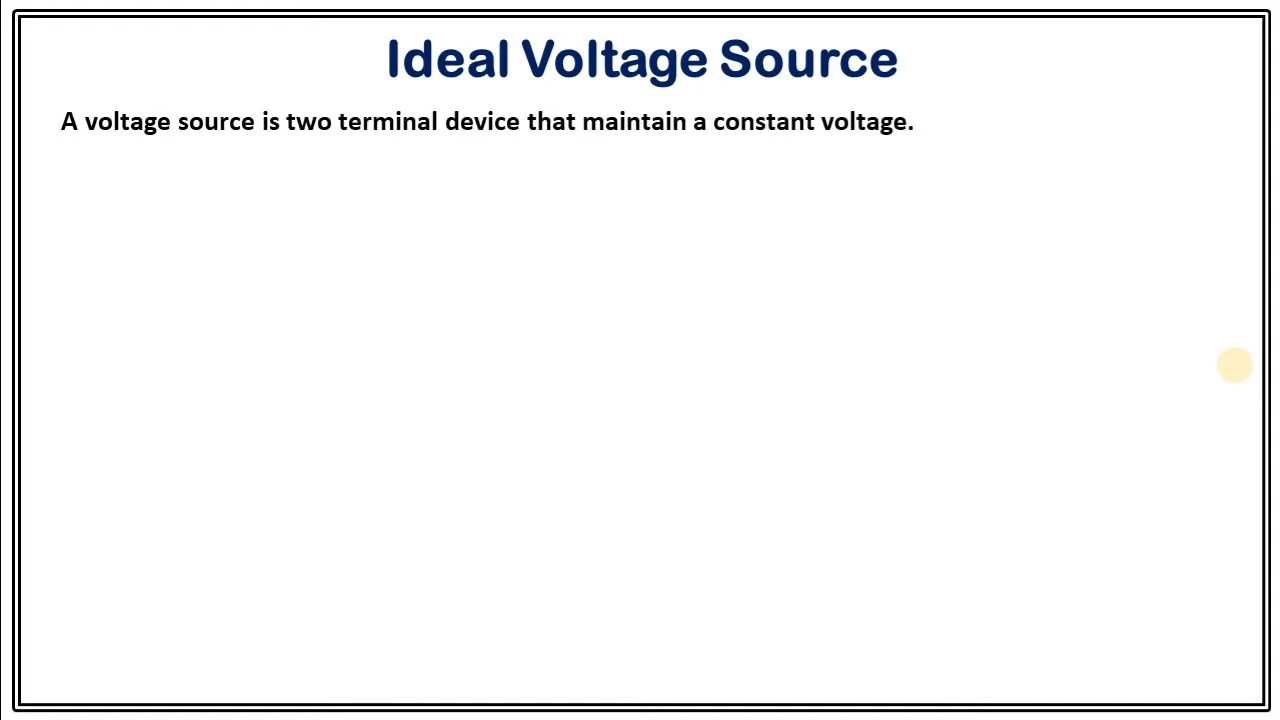 Ideal Voltage Source
A voltage source is two terminal device that maintain a constant voltage.